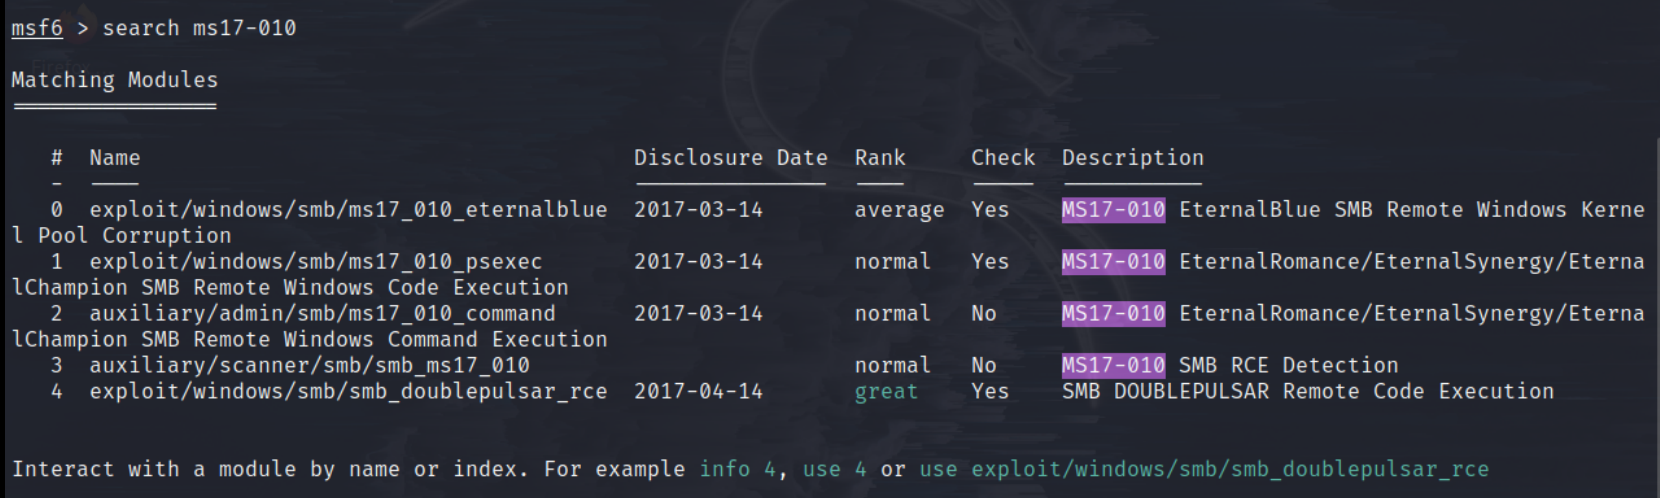 msf6 > search ms17-010
Firefox
Matching Modules
================
#  Name                                      Disclosure Date  Rank     Check  Description
-  ----                                      ---------------  ----     -----  -----------
0  exploit/windows/smb/ms17_010_eternalblue  2017-03-14       average  Yes    MS17-010 EternalBlue SMB Remote Windows Kerne
l Pool Corruption
1  exploit/windows/smb/ms17_010_psexec       2017-03-14       normal   Yes    MS17-010 EternalRomance/EternalSynergy/Eterna
lChampion SMB Remote Windows Code Execution
2  auxiliary/admin/smb/ms17_010_command      2017-03-14       normal   No     MS17-010 EternalRomance/EternalSynergy/Eterna
lChampion SMB Remote Windows Command Execution
3  auxiliary/scanner/smb/smb_ms17_010                         normal   No     MS17-010 SMB RCE Detection
4  exploit/windows/smb/smb_doublepulsar_rce  2017-04-14       great    Yes    SMB DOUBLEPULSAR Remote Code Execution
Interact with a module by name or index. For example info 4, use 4 or use exploit/windows/smb/smb_doublepulsar_rce